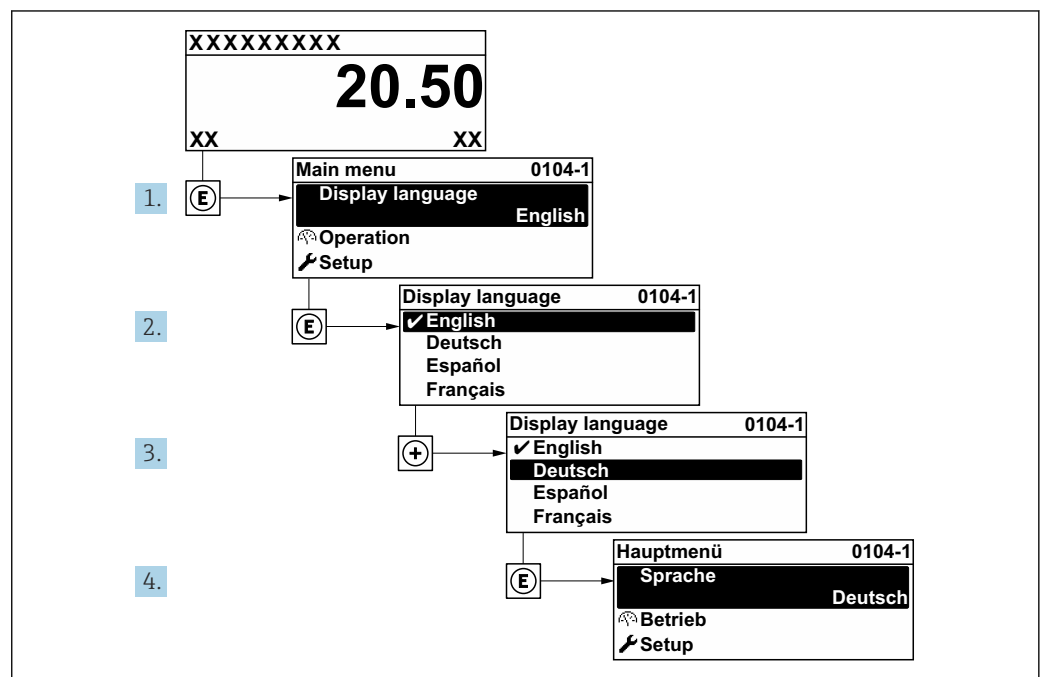 XXXXXXXXX
20.50
XX XX
Main menu 0104-1
1. E Display language
English
Operation
Setup
Display language 0104-1
2. E ✔English
Deutsch
Español
Français
Display language 0104-1
3. + ✔English
Deutsch
Español
Français
Hauptmenü 0104-1
4. E Sprache
Deutsch
Betrieb
Setup